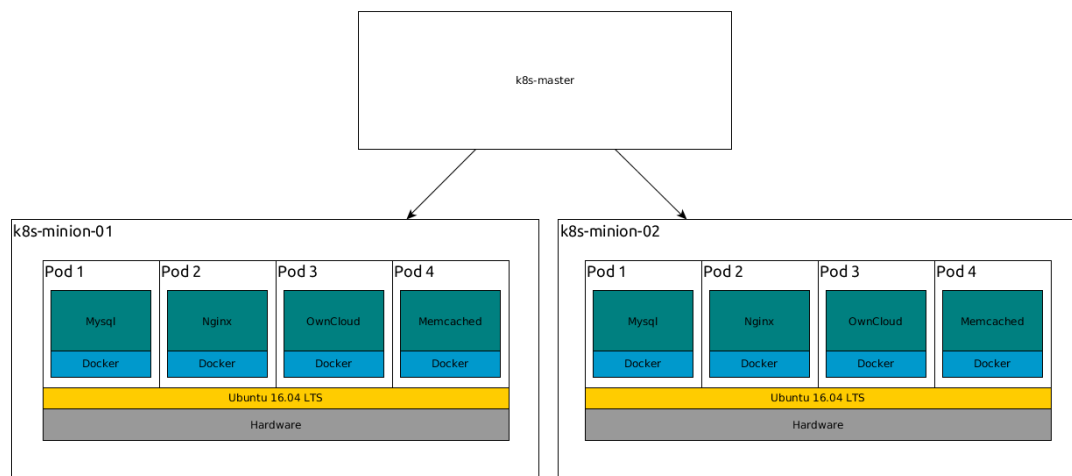 k8s-master
k8s-minion-01
Pod 1 Pod 2 Pod 3 Pod 4
Mysql Nginx OwnCloud Memcached
Docker Docker Docker Docker
Ubuntu 16.04 LTS
Hardware
k8s-minion-02
Pod 1 Pod 2 Pod 3 Pod 4
Mysql Nginx OwnCloud Memcached
Docker Docker Docker Docker
Ubuntu 16.04 LTS
Hardware